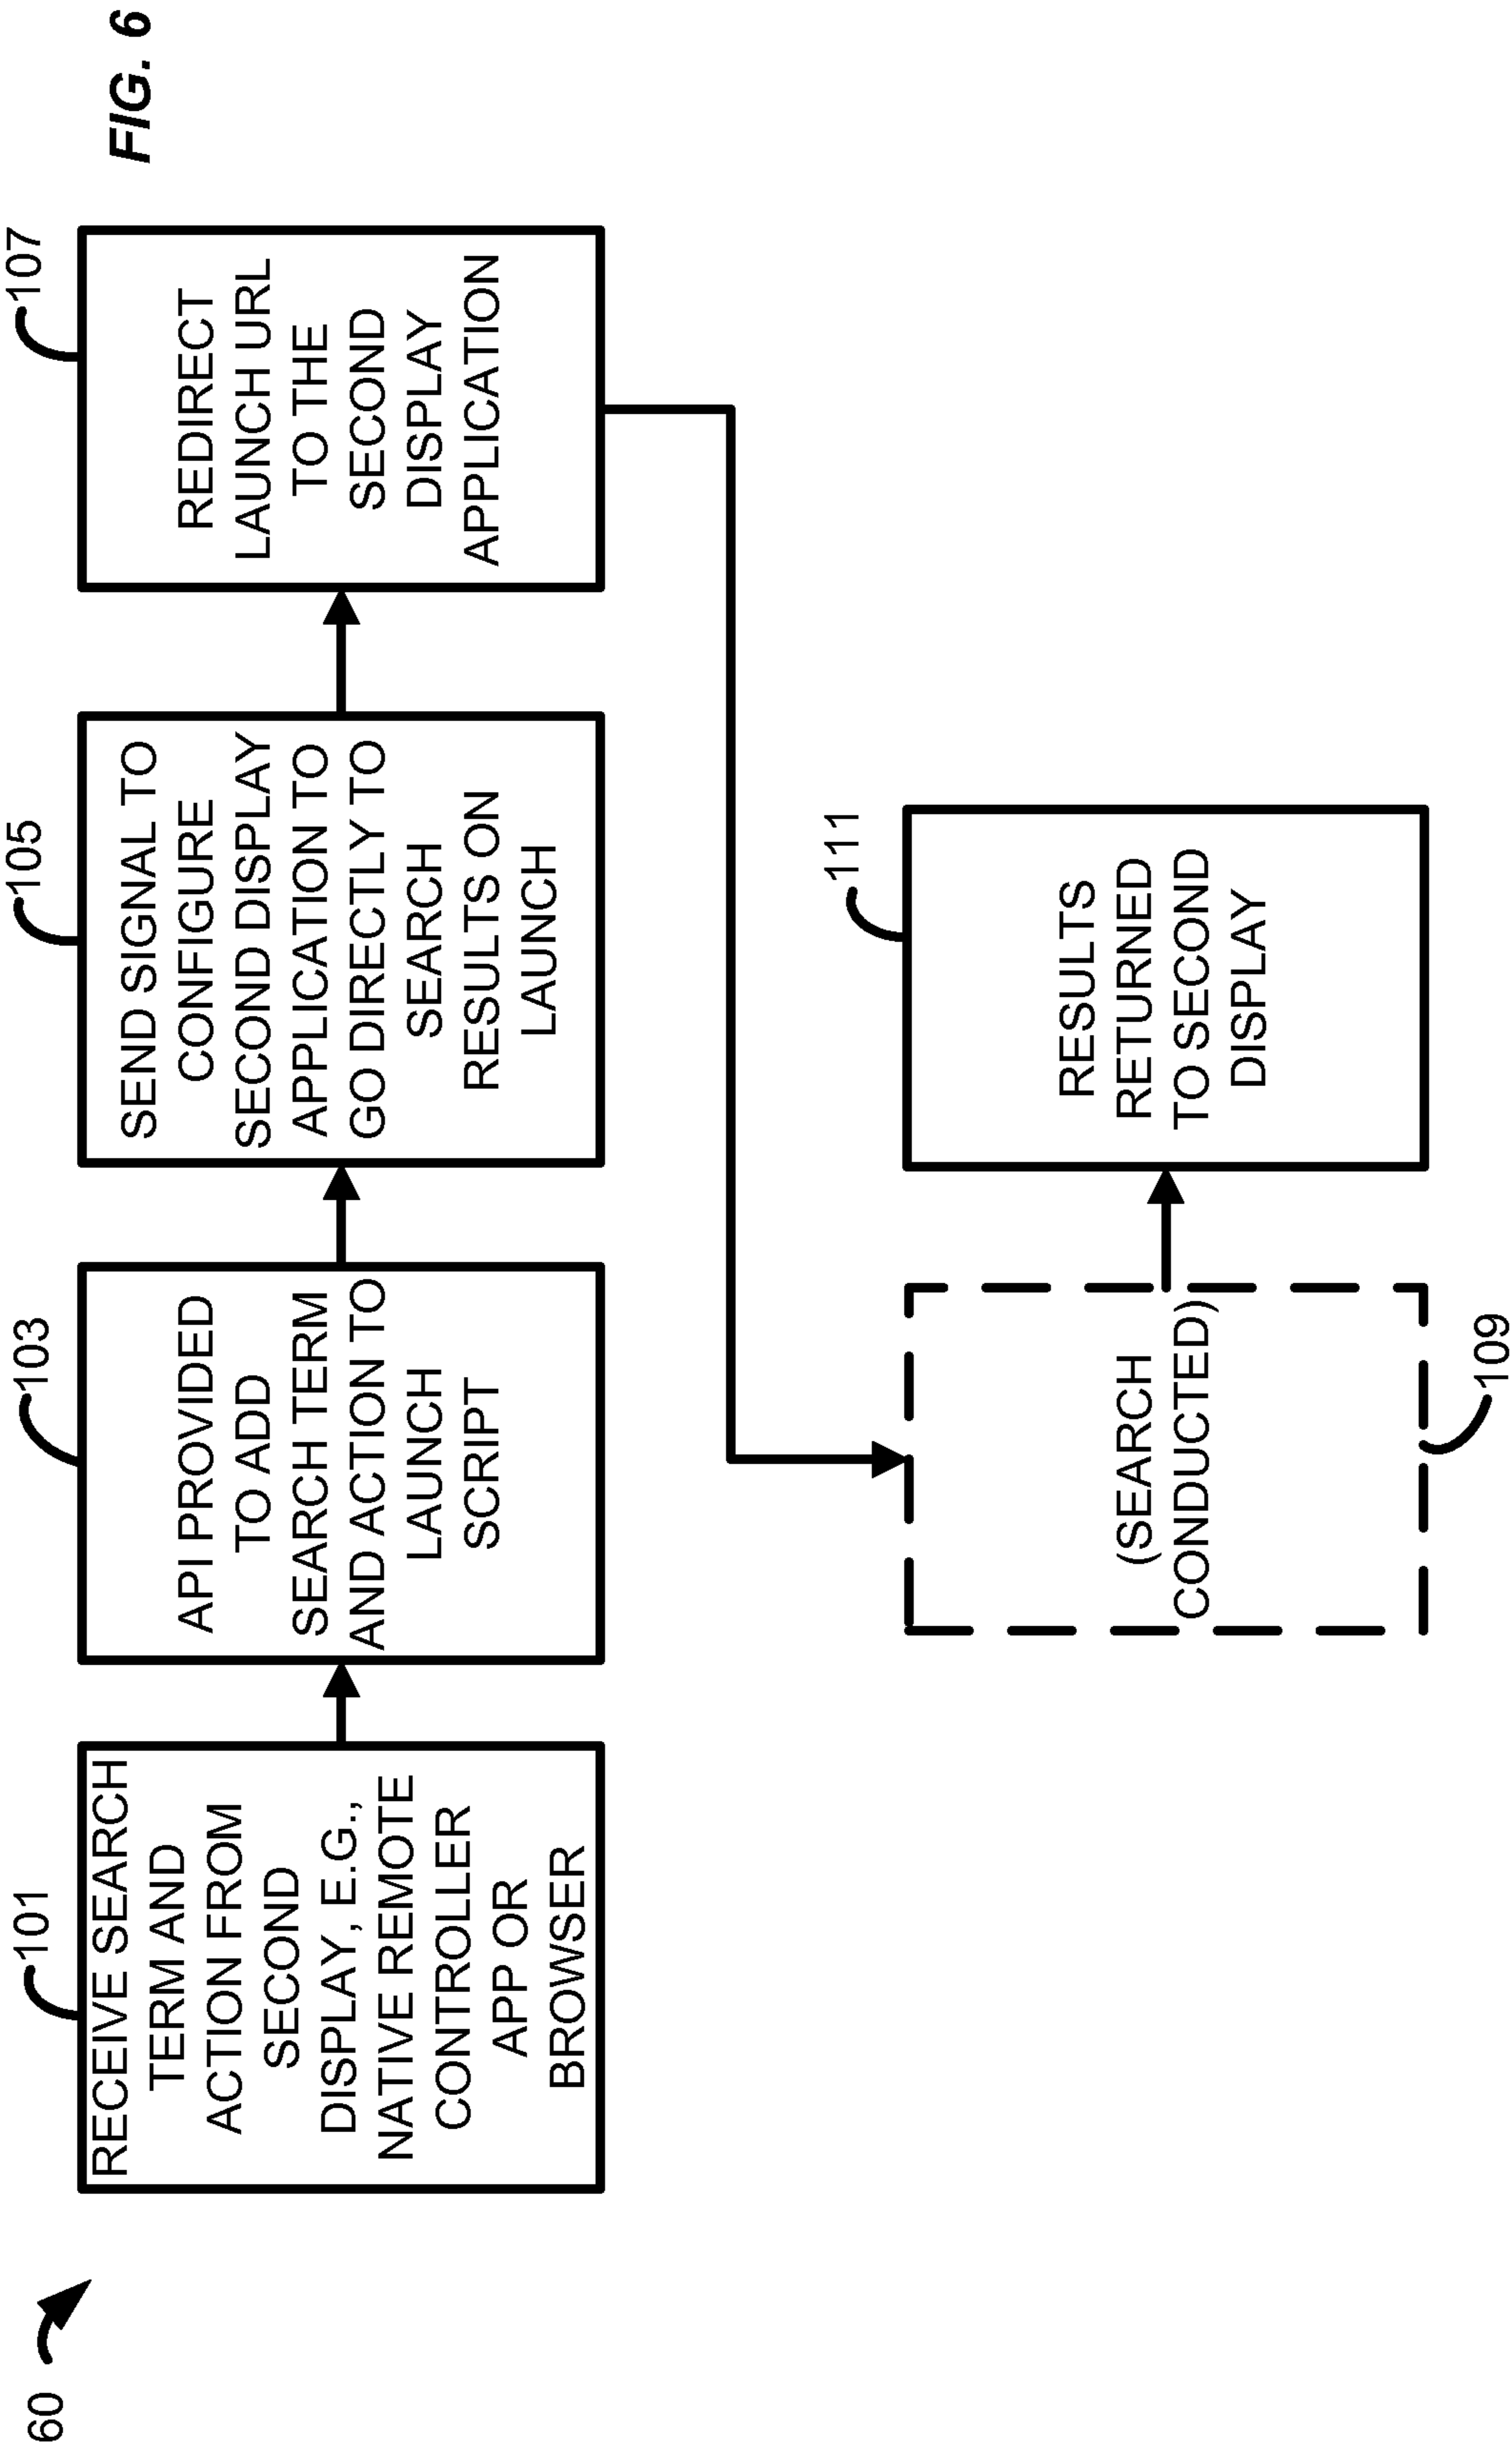 FIG. 6
60
101
RECEIVE SEARCH
TERM AND
ACTION FROM
SECOND
DISPLAY, E.G.,
NATIVE REMOTE
CONTROLLER
APP OR
BROWSER
103
API PROVIDED
TO ADD
SEARCH TERM
AND ACTION TO
LAUNCH
SCRIPT
105
SEND SIGNAL TO
CONFIGURE
SECOND DISPLAY
APPLICATION TO
GO DIRECTLY TO
SEARCH
RESULTS ON
LAUNCH
107
REDIRECT
LAUNCH URL
TO THE
SECOND
DISPLAY
APPLICATION
(SEARCH
CONDUCTED)
109
111
RESULTS
RETURNED
TO SECOND
DISPLAY